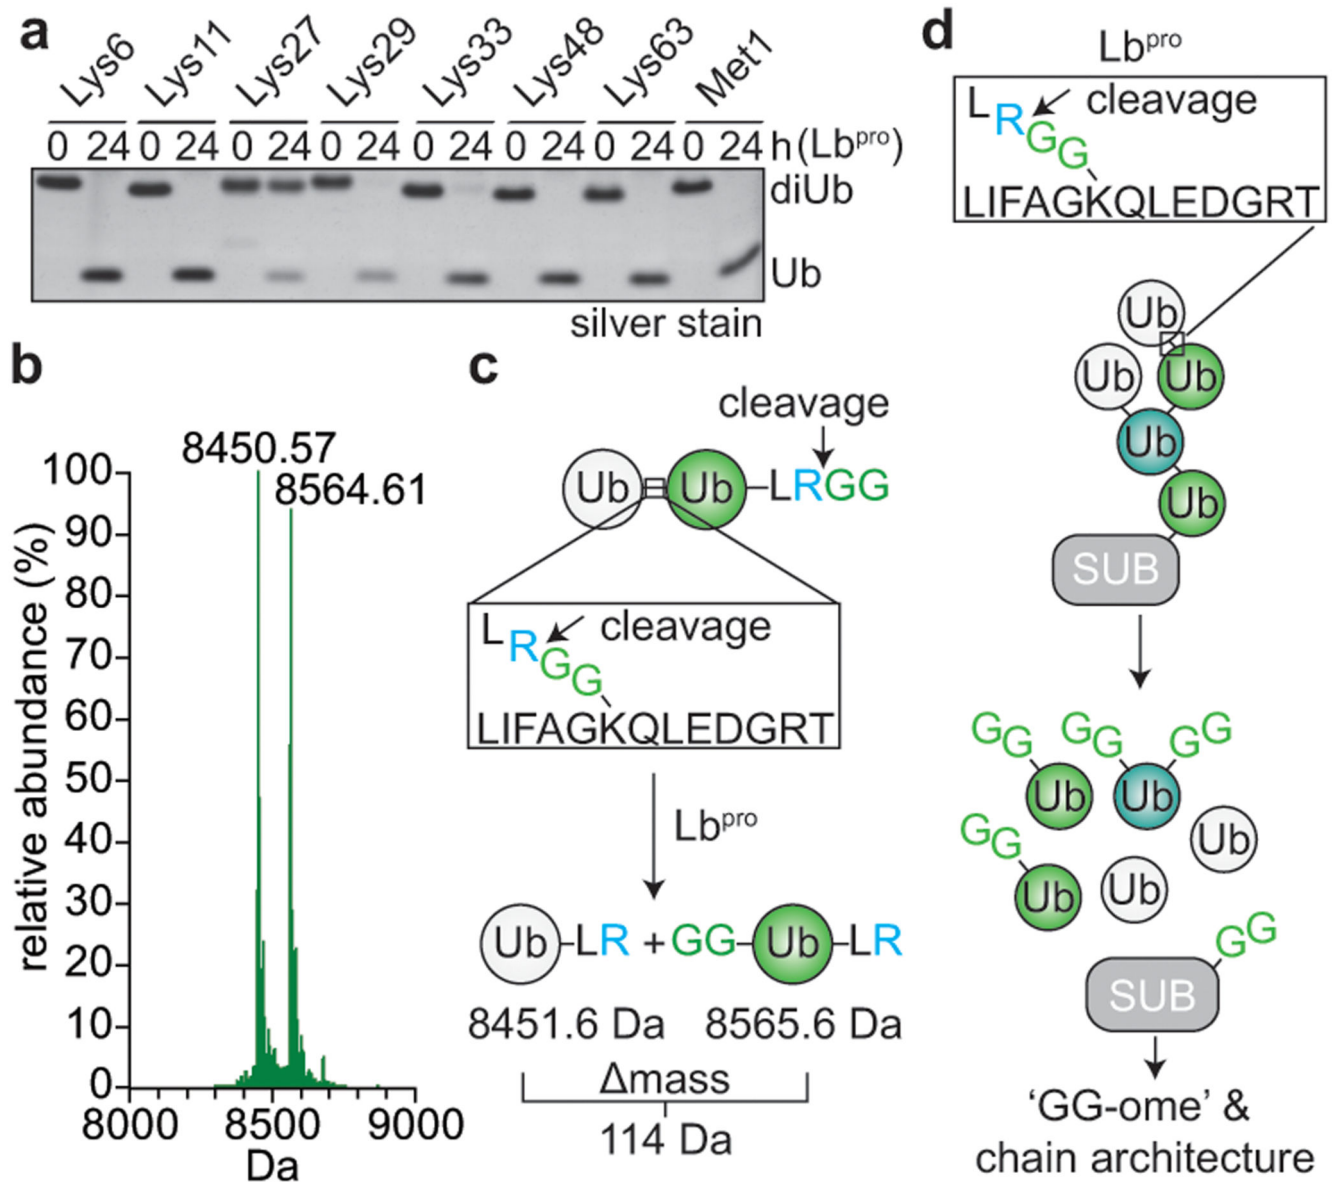 a
Lys6 Lys11 Lys27 Lys29 Lys33 Lys48 Lys63 Met1
0 24 0 24 0 24 0 24 0 24 0 24 0 24 0 24 h (Lbpro)
diUb
Ub
silver stain
b
8450.57
8564.61
100
90
80
70
60
50
40
30
20
10
0
relative abundance (%)
8000 8500 9000
Da
c
cleavage
Ub Ub LRGG
L R G G cleavage
LIFAGKQLEDGRT
Lbpro
Ub-LR + GG-Ub-LR
8451.6 Da 8565.6 Da
Δmass
114 Da
d
Lbpro
L R G G cleavage
LIFAGKQLEDGRT
Ub
Ub Ub
Ub
Ub
SUB
GG GG GG
Ub Ub
GG Ub
Ub Ub
GG
SUB
‘GG-ome’ &
chain architecture